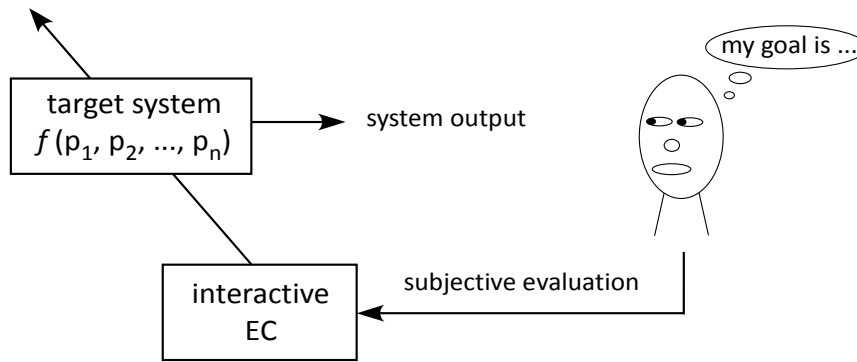 my goal is ...
target system
f (p₁, p₂, ..., pₙ)
system output
subjective evaluation
interactive
EC